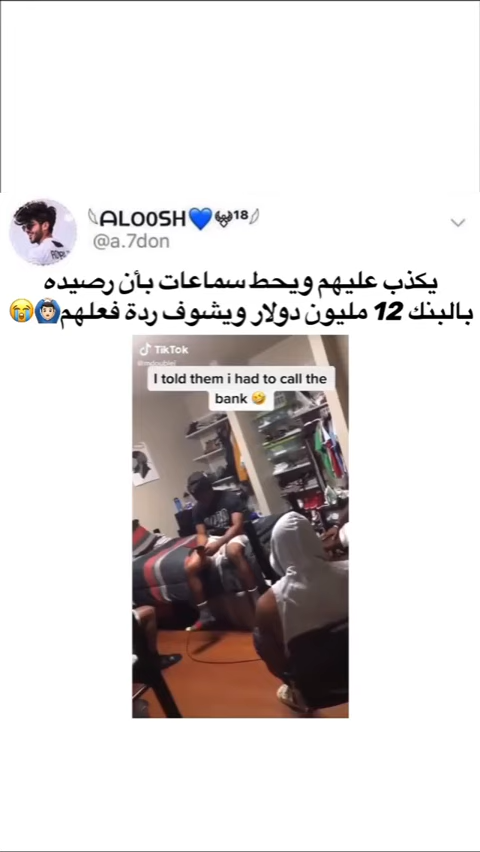 ALOOSH💙18
@a.7don
يكذب عليهم ويحط سماعات بأن رصيده
بالبنك 12 مليون دولار ويشوف ردة فعلهم🙆🏻‍♂️😭
TikTok
I told them i had to call the
bank 🤣